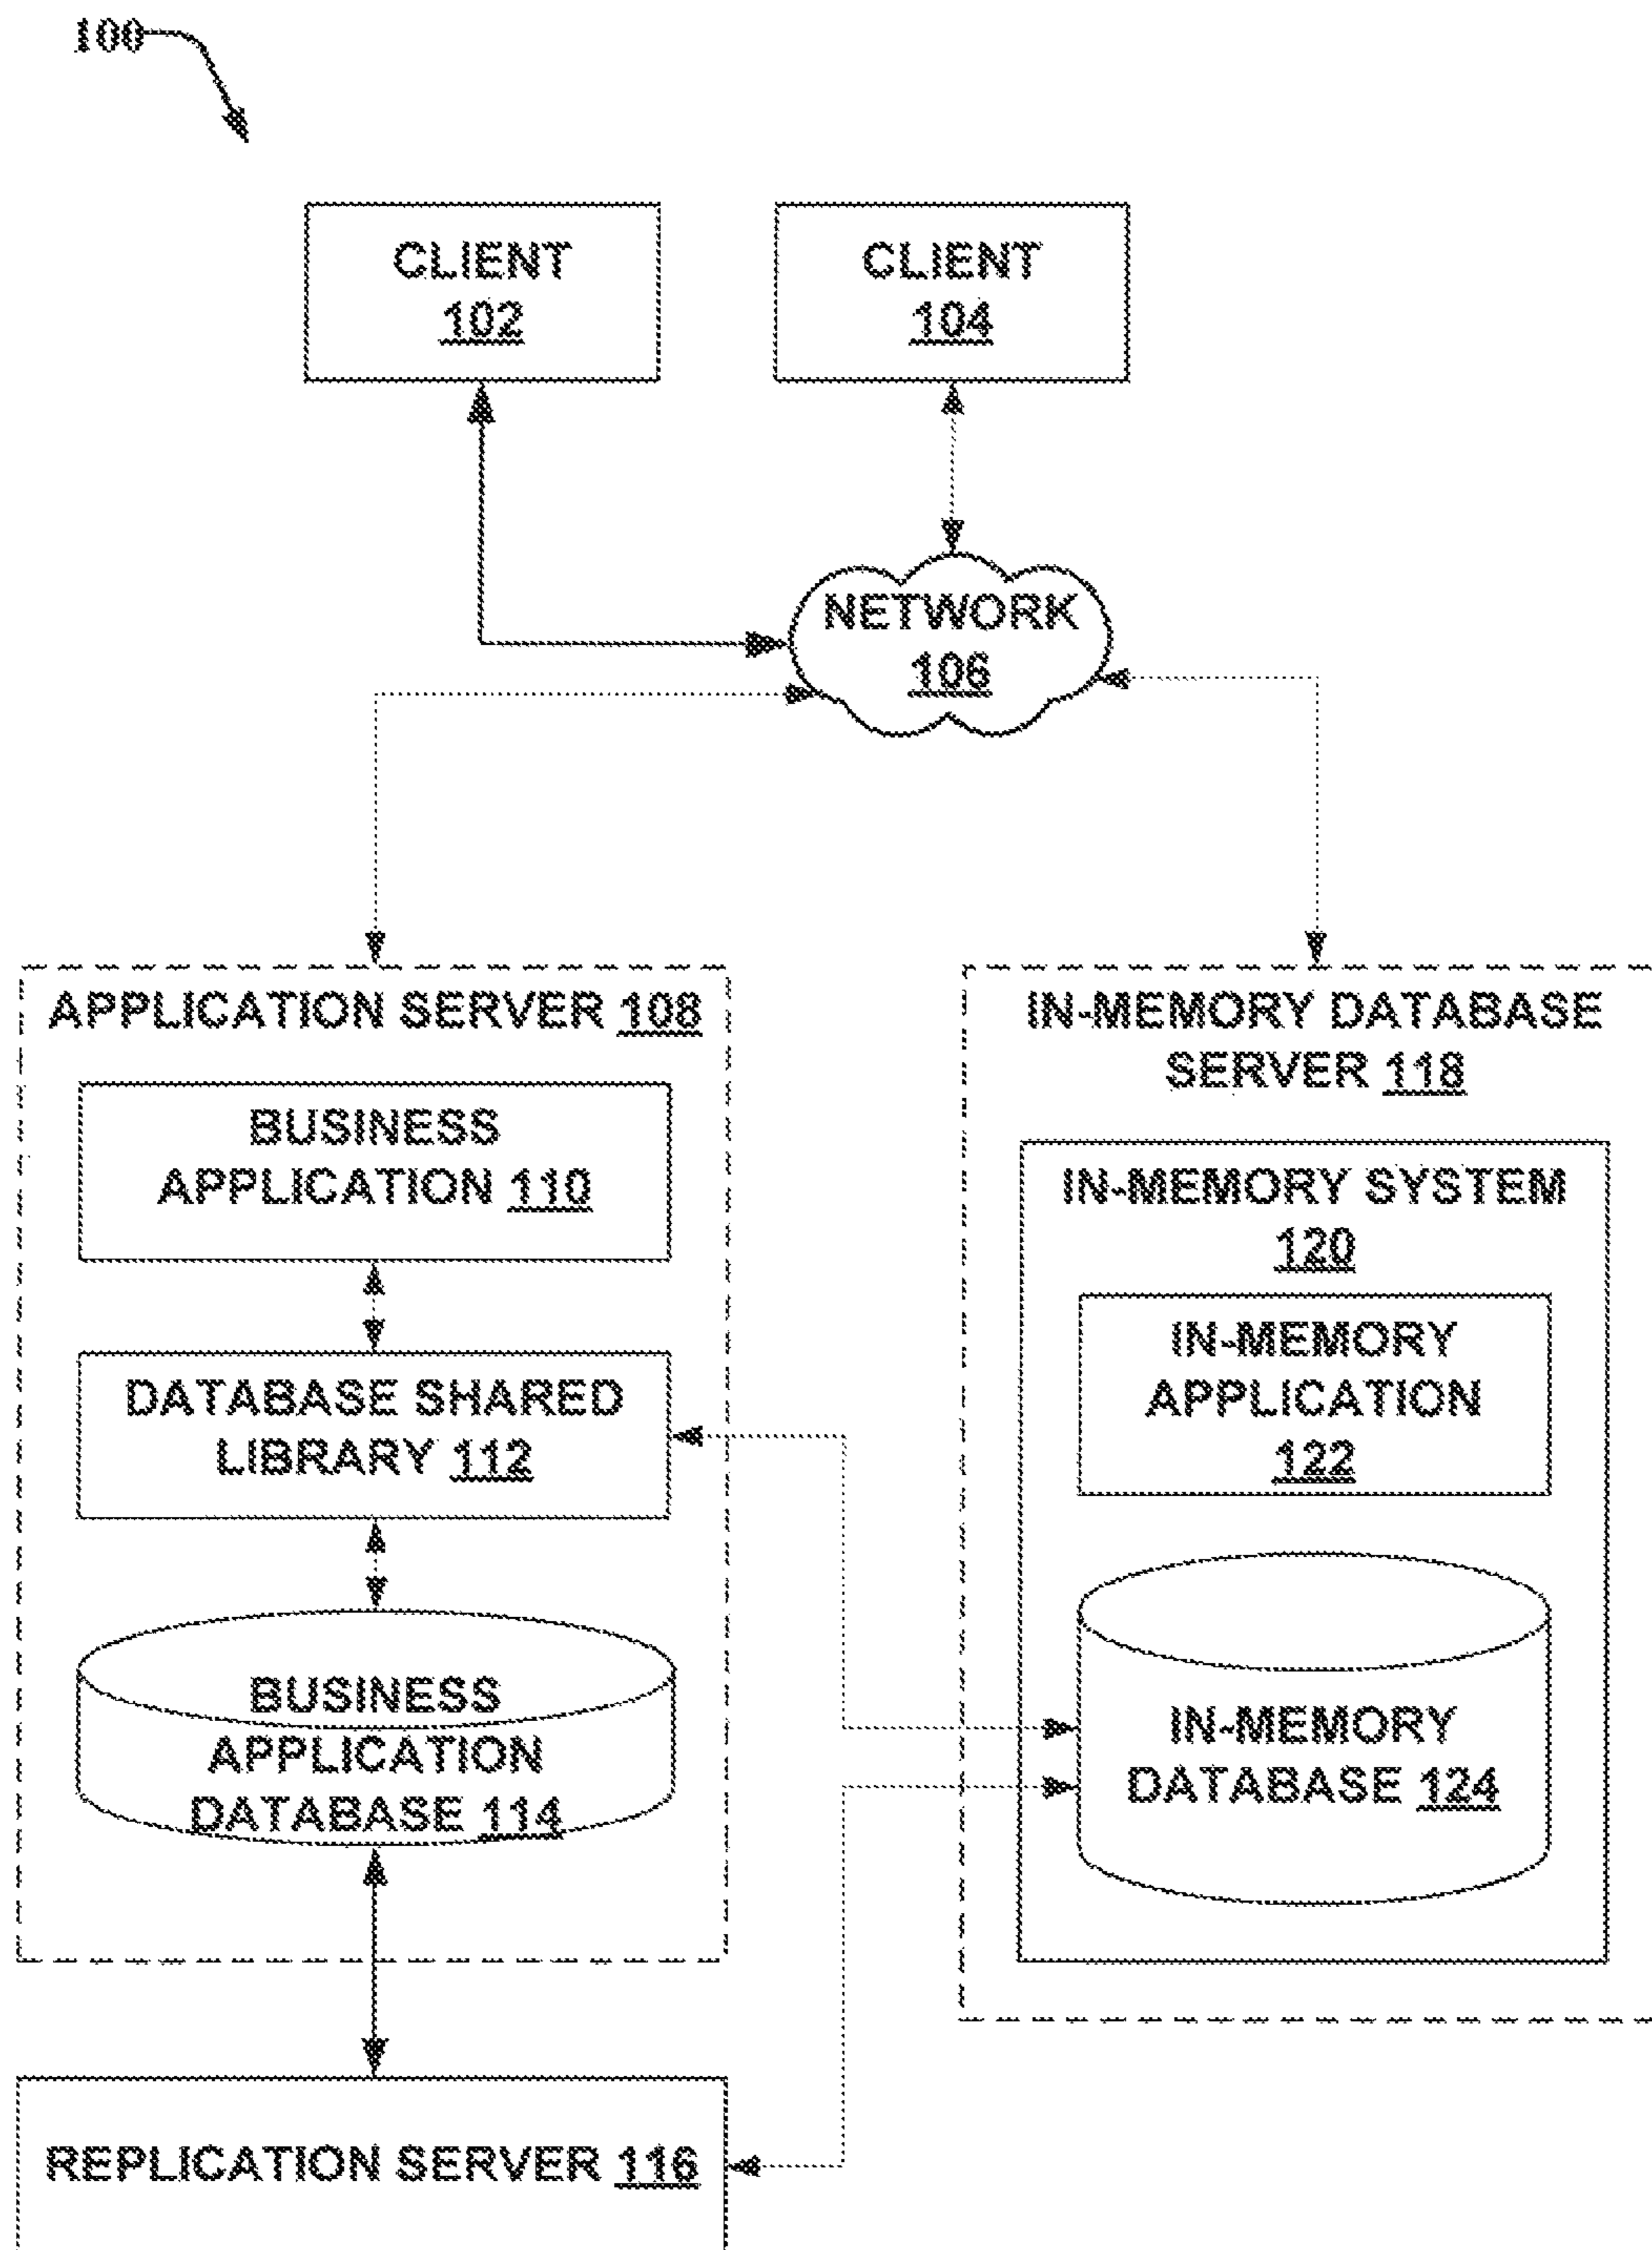 100
CLIENT
102
CLIENT
104
NETWORK
106
APPLICATION SERVER 108
BUSINESS
APPLICATION 110
DATABASE SHARED
LIBRARY 112
BUSINESS
APPLICATION
DATABASE 114
REPLICATION SERVER 116
IN-MEMORY DATABASE
SERVER 118
IN-MEMORY SYSTEM
120
IN-MEMORY
APPLICATION
122
IN-MEMORY
DATABASE 124